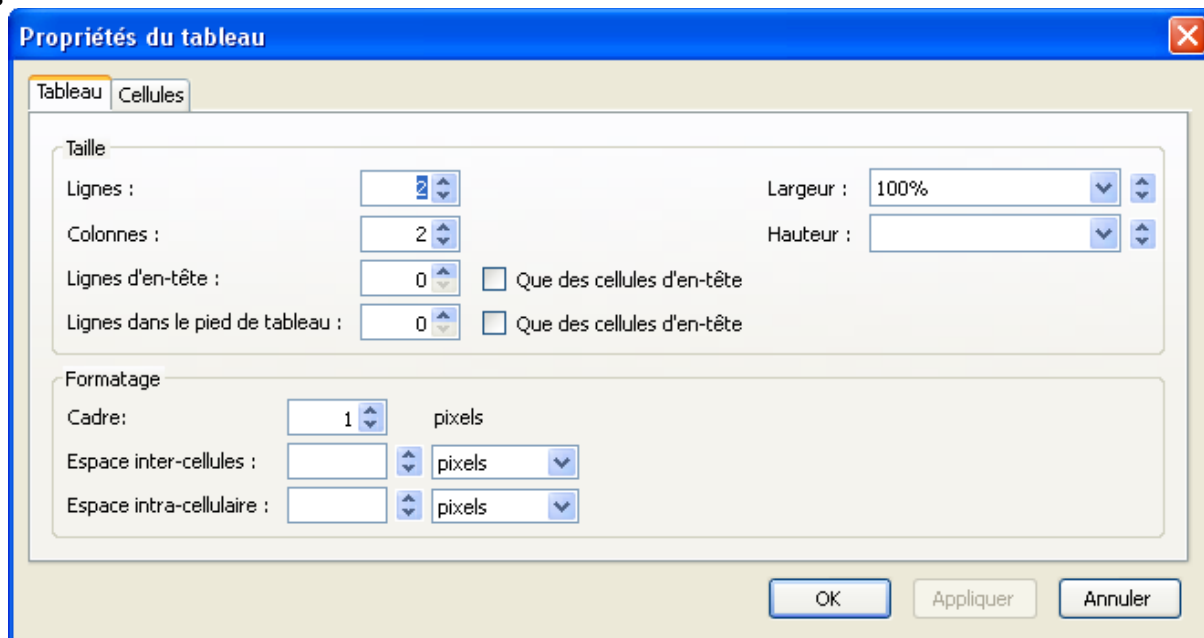 Propriétés du tableau
Tableau Cellules
Taille
Lignes : 2 Largeur : 100%
Colonnes : 2 Hauteur :
Lignes d'en-tête : 0 Que des cellules d'en-tête
Lignes dans le pied de tableau : 0 Que des cellules d'en-tête
Formatage
Cadre: 1 pixels
Espace inter-cellules : pixels
Espace intra-cellulaire : pixels
OK Appliquer Annuler